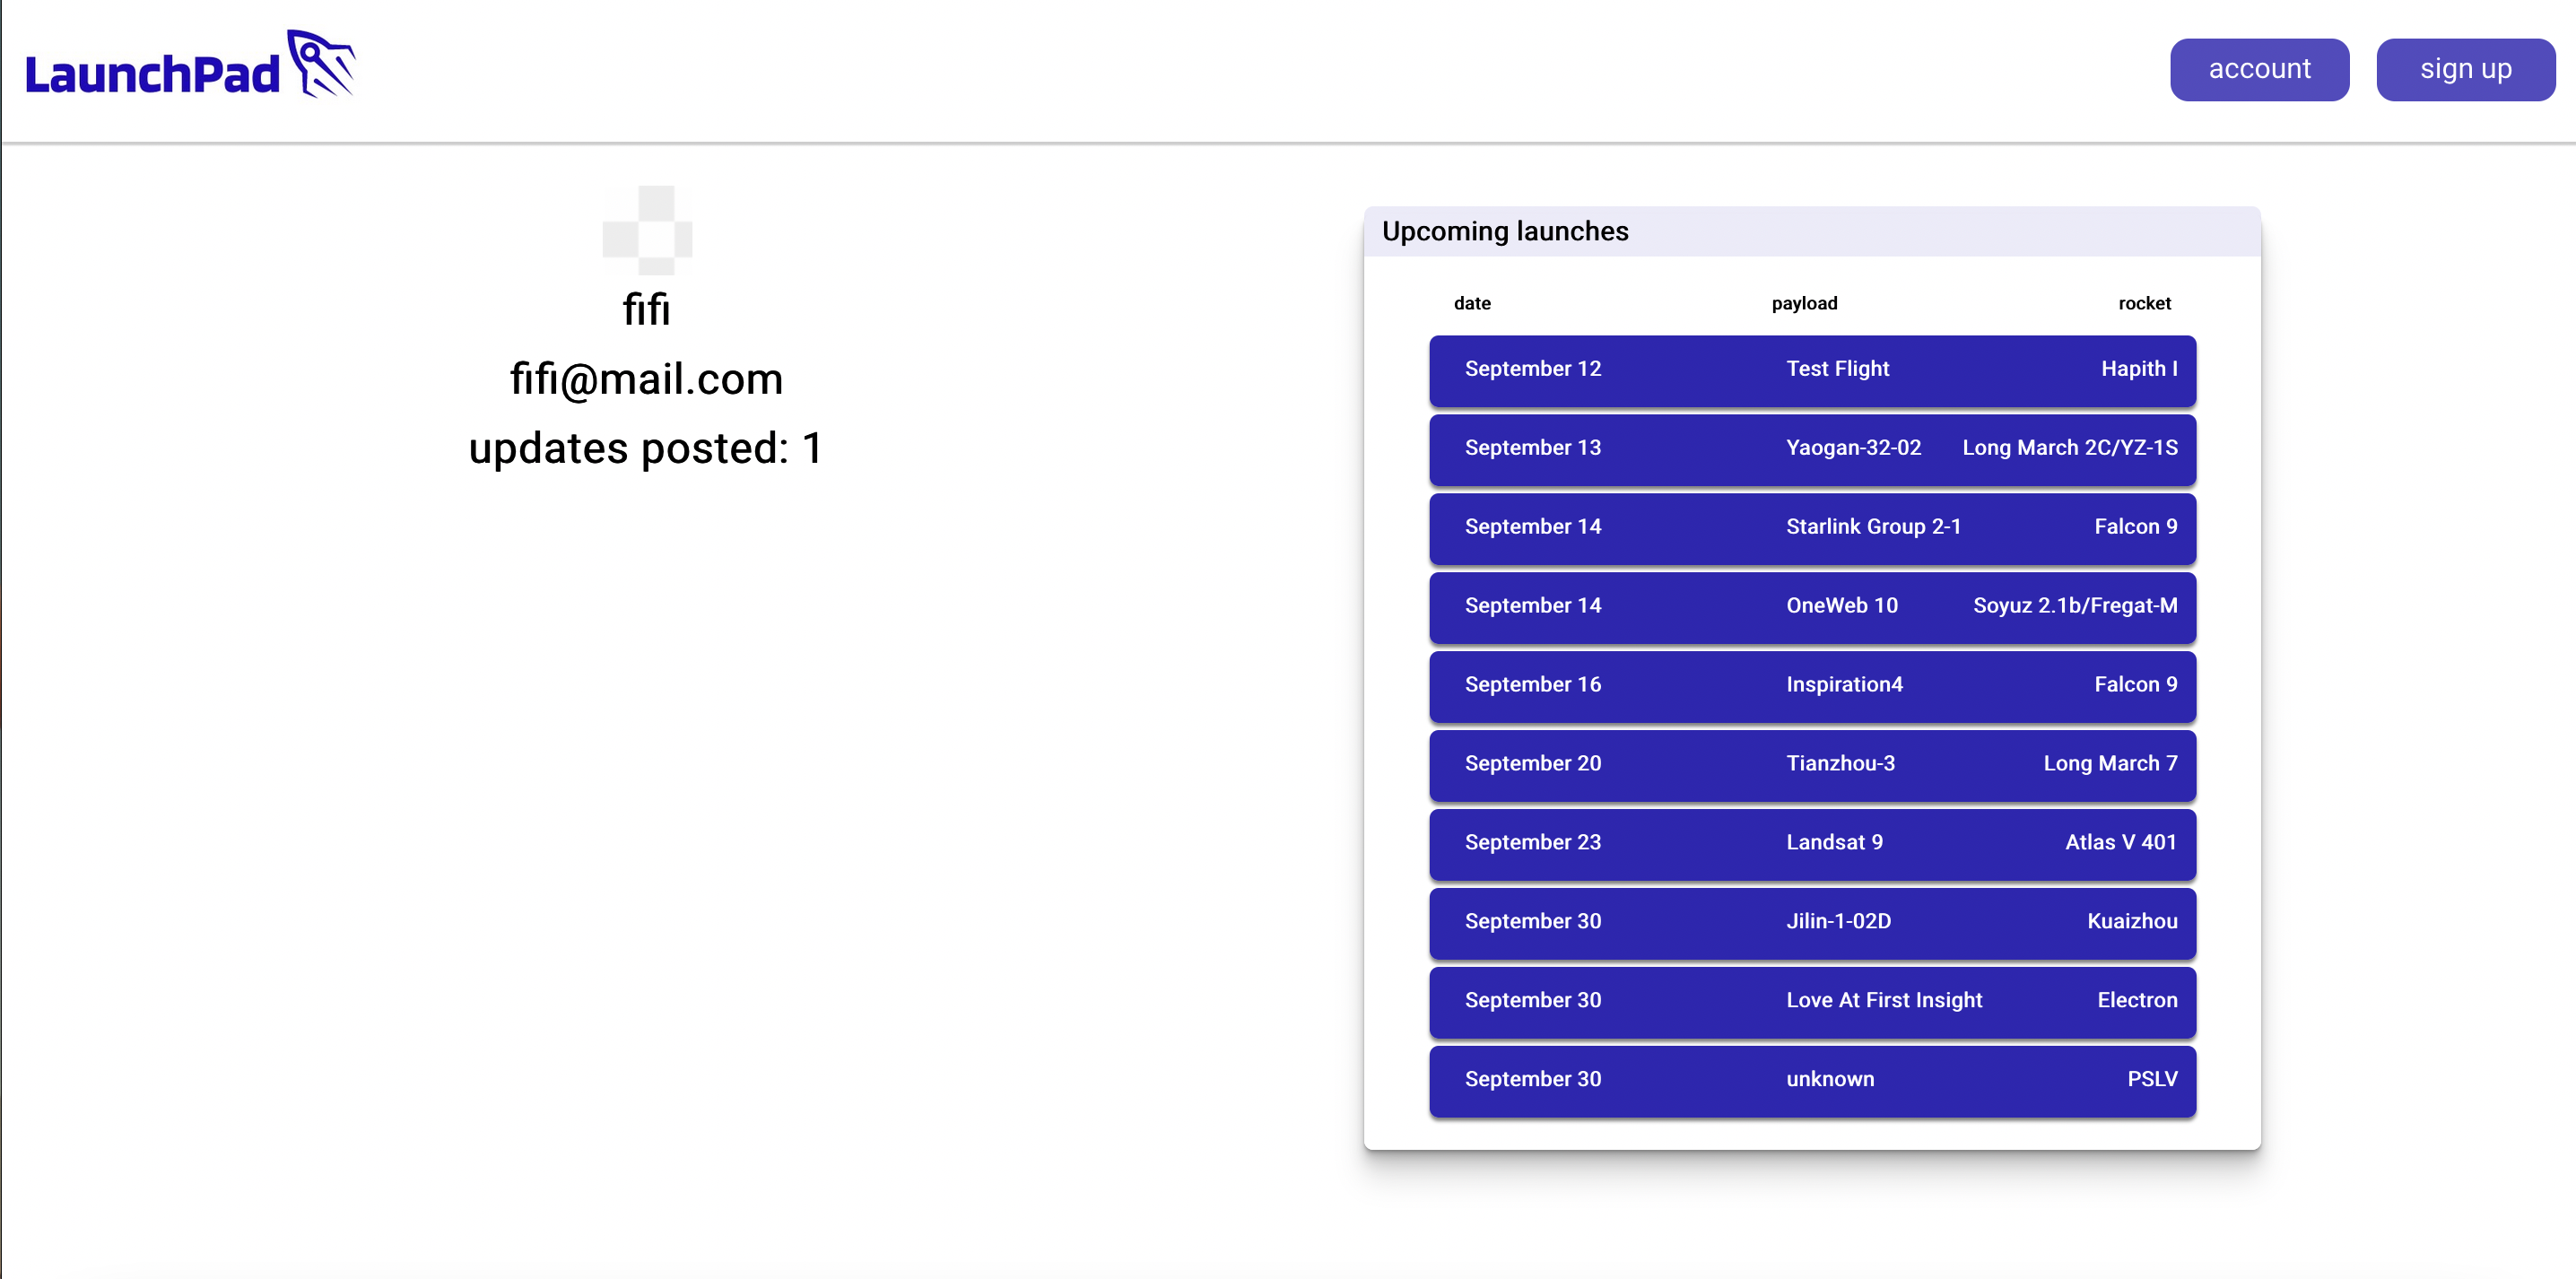 LaunchPad
account
sign up
fifi
fifi@mail.com
updates posted: 1
Upcoming launches
date payload rocket
September 12 Test Flight Hapith I
September 13 Yaogan-32-02 Long March 2C/YZ-1S
September 14 Starlink Group 2-1 Falcon 9
September 14 OneWeb 10 Soyuz 2.1b/Fregat-M
September 16 Inspiration4 Falcon 9
September 20 Tianzhou-3 Long March 7
September 23 Landsat 9 Atlas V 401
September 30 Jilin-1-02D Kuaizhou
September 30 Love At First Insight Electron
September 30 unknown PSLV